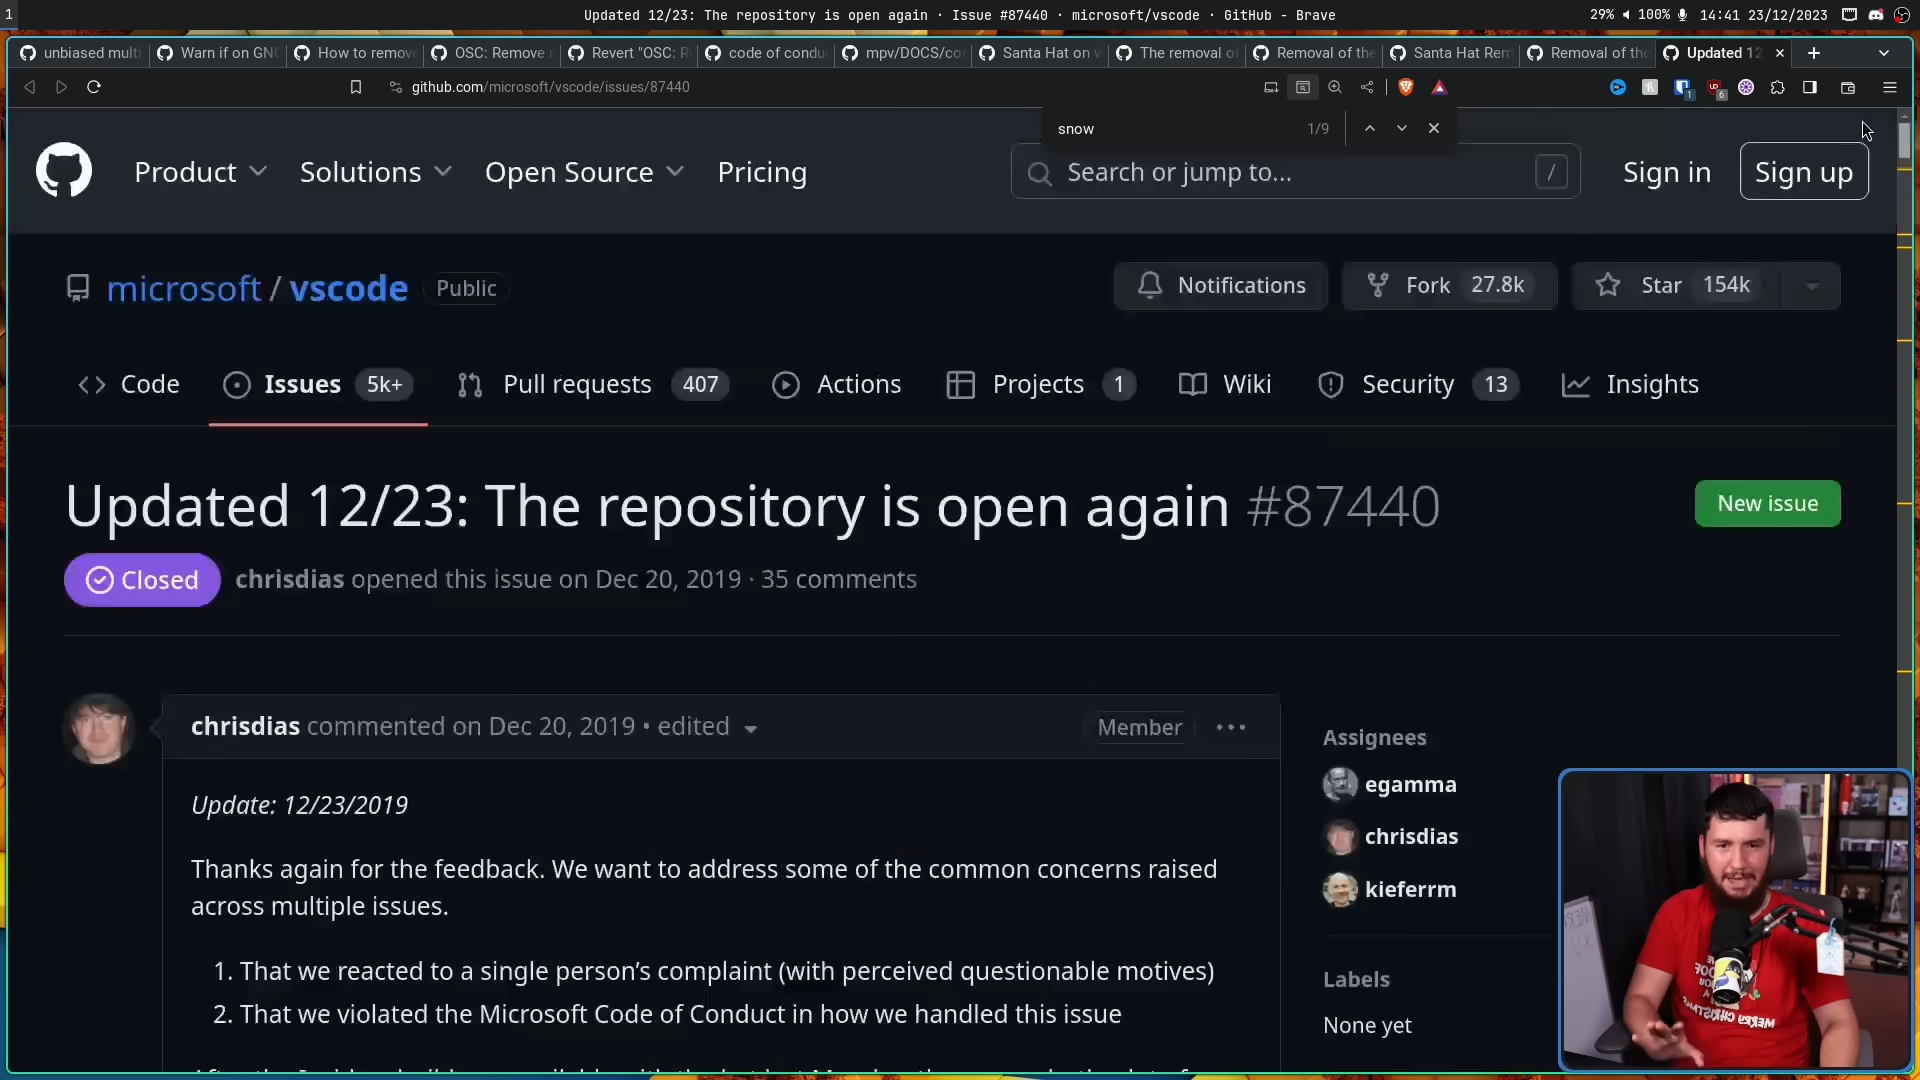 1
Updated 12/23: The repository is open again · Issue #87440 · microsoft/vscode · GitHub - Brave
29% 100% 14:41 23/12/2023
unbiased mult
Warn if on GN
How to remov
OSC: Remove
Revert "OSC: R
code of condu
mpv/DOCS/co
Santa Hat on
The removal o
Removal of the
Santa Hat Rem
Removal of the
Updated 12
github.com/microsoft/vscode/issues/87440
1
6
snow
1/9
Product
Solutions
Open Source
Pricing
Search or jump to...
/
Sign in
Sign up
microsoft / vscode
Public
Notifications
Fork 27.8k
Star 154k
Code
Issues 5k+
Pull requests 407
Actions
Projects 1
Wiki
Security 13
Insights
Updated 12/23: The repository is open again #87440
New issue
Closed
chrisdias opened this issue on Dec 20, 2019 · 35 comments
chrisdias commented on Dec 20, 2019 • edited
Member
Update: 12/23/2019
Thanks again for the feedback. We want to address some of the common concerns raised
across multiple issues.
1. That we reacted to a single person's complaint (with perceived questionable motives)
2. That we violated the Microsoft Code of Conduct in how we handled this issue
Assignees
egamma
chrisdias
kieferrm
Labels
None yet
MERRY CHRISTMAS